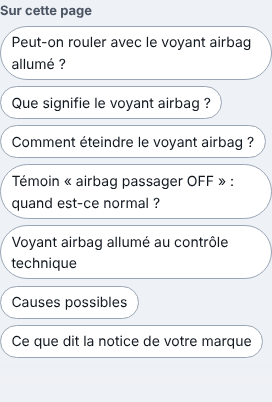 Sur cette page
Peut-on rouler avec le voyant airbag
allumé ?
Que signifie le voyant airbag ?
Comment éteindre le voyant airbag ?
Témoin « airbag passager OFF » :
quand est-ce normal ?
Voyant airbag allumé au contrôle
technique
Causes possibles
Ce que dit la notice de votre marque